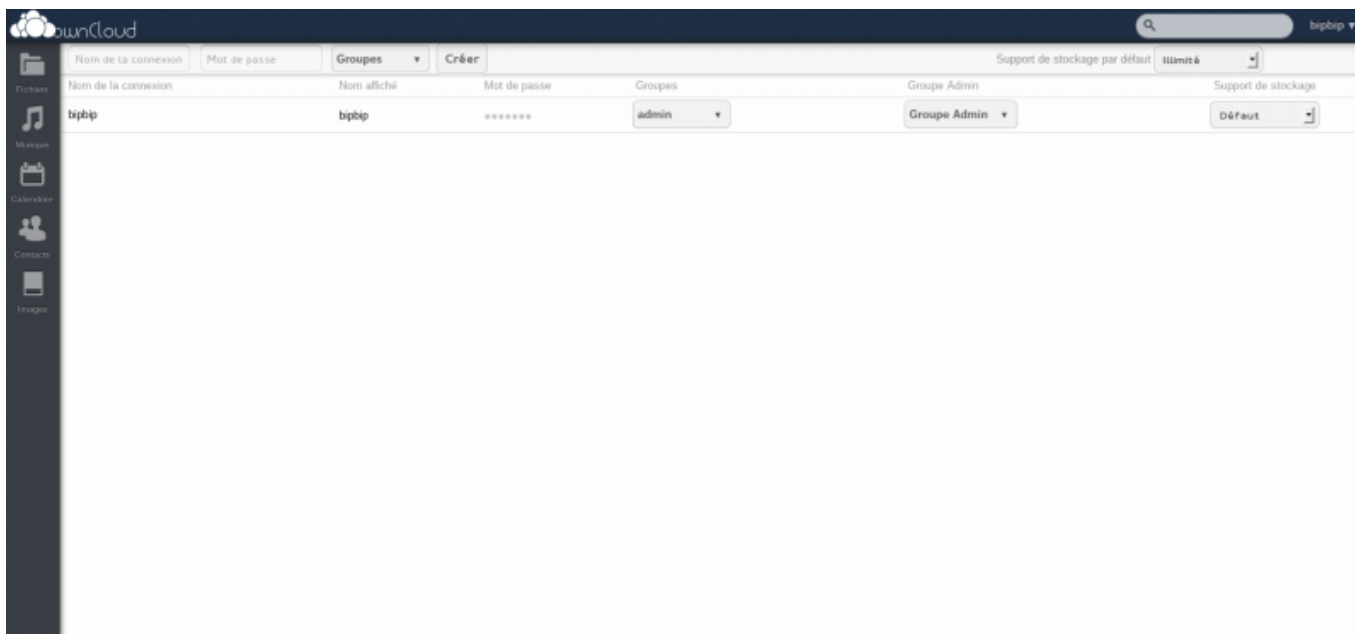 ownCloud
bipbip
Nom de la connexion Mot de passe Groupes Créer Support de stockage par défaut Illimité
Nom de la connexion Nom affiché Mot de passe Groupes Groupe Admin Support de stockage
bipbip bipbip admin Groupe Admin Défaut
Fichiers
Musique
Calendrier
Contacts
Images